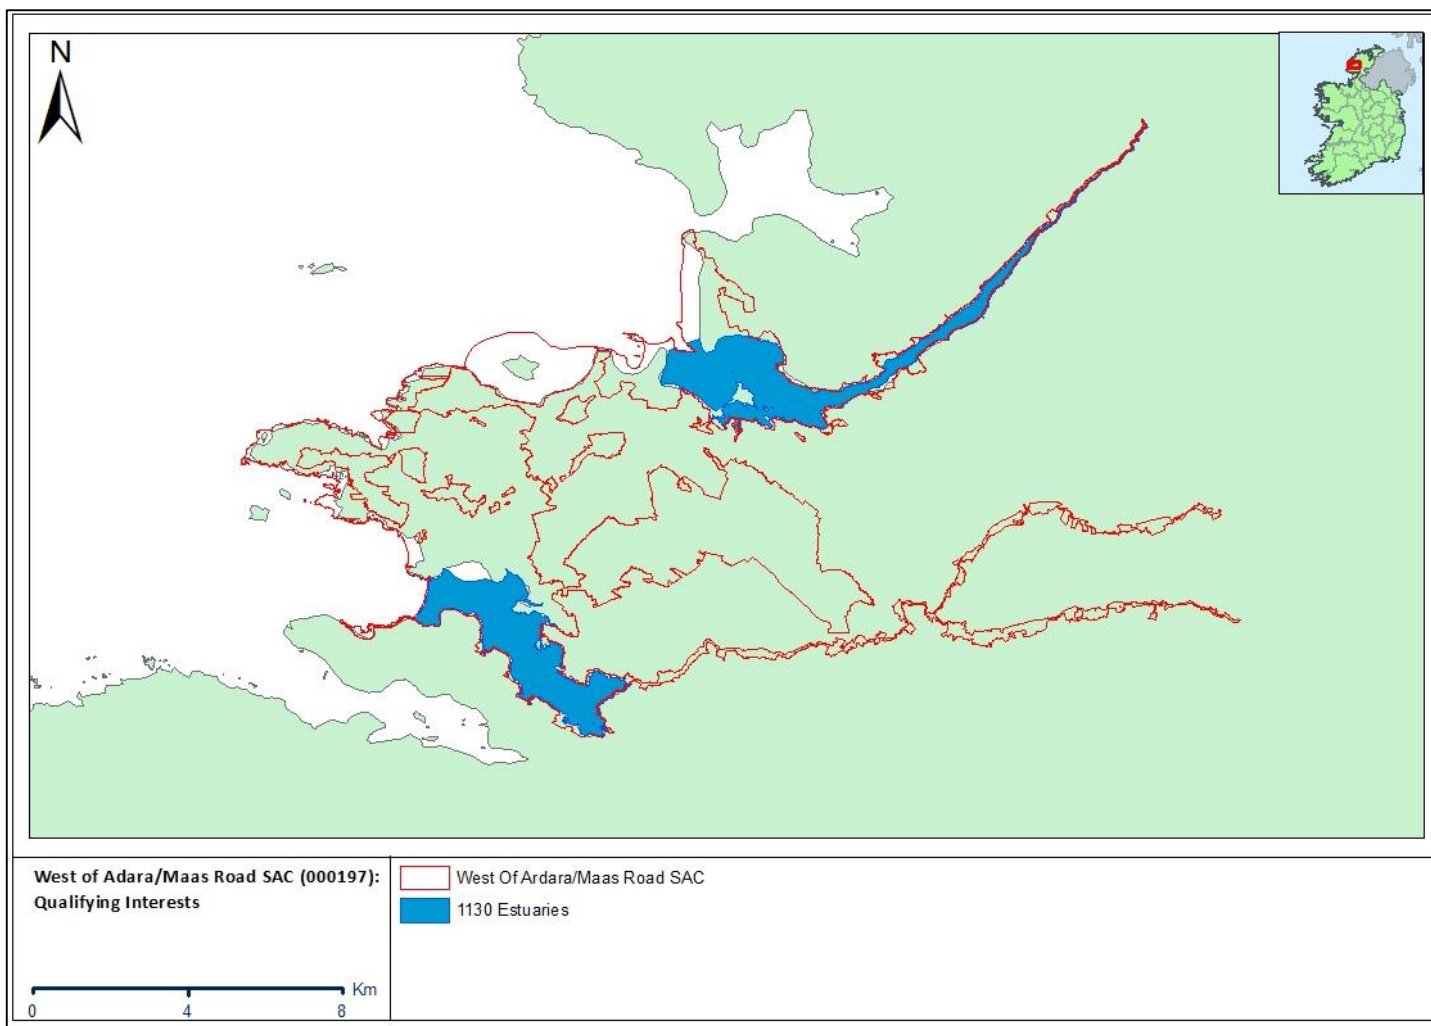 N
West of Adara/Maas Road SAC (000197):
Qualifying Interests
West Of Ardara/Maas Road SAC
1130 Estuaries
Km
0 4 8